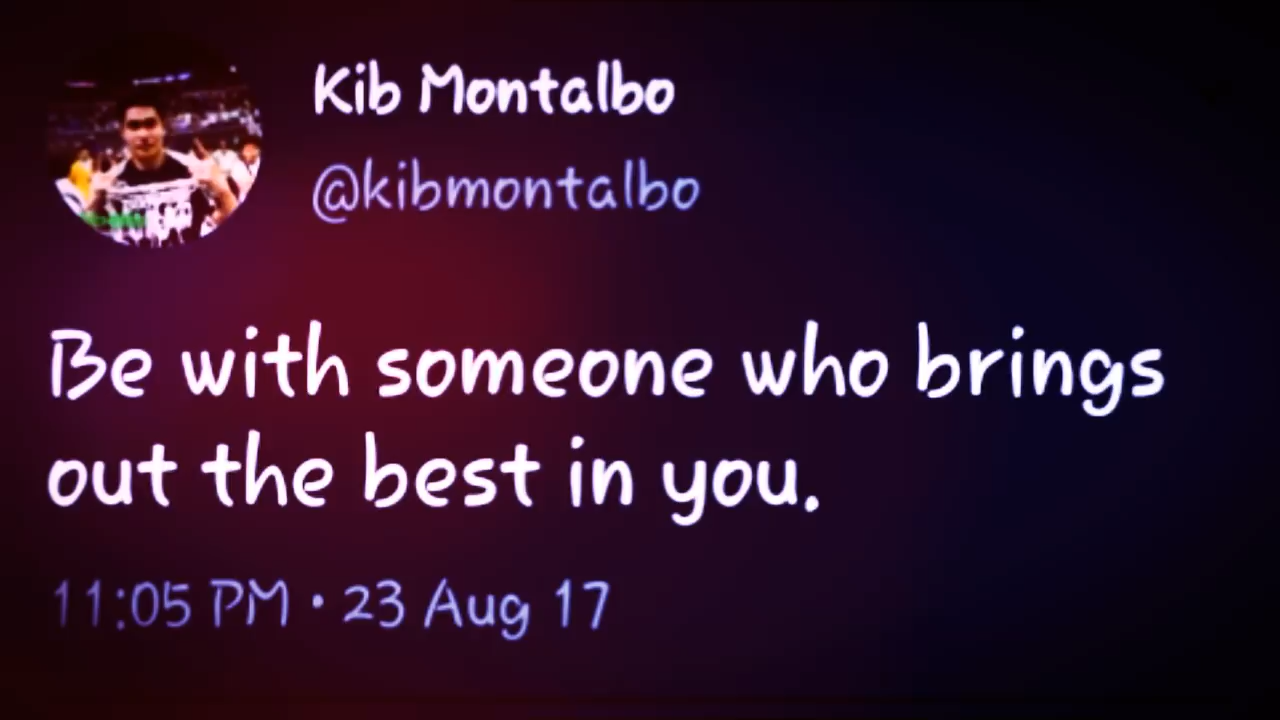 Kib Montalbo
@kibmontalbo
Be with someone who brings
out the best in you.
11:05 PM • 23 Aug 17